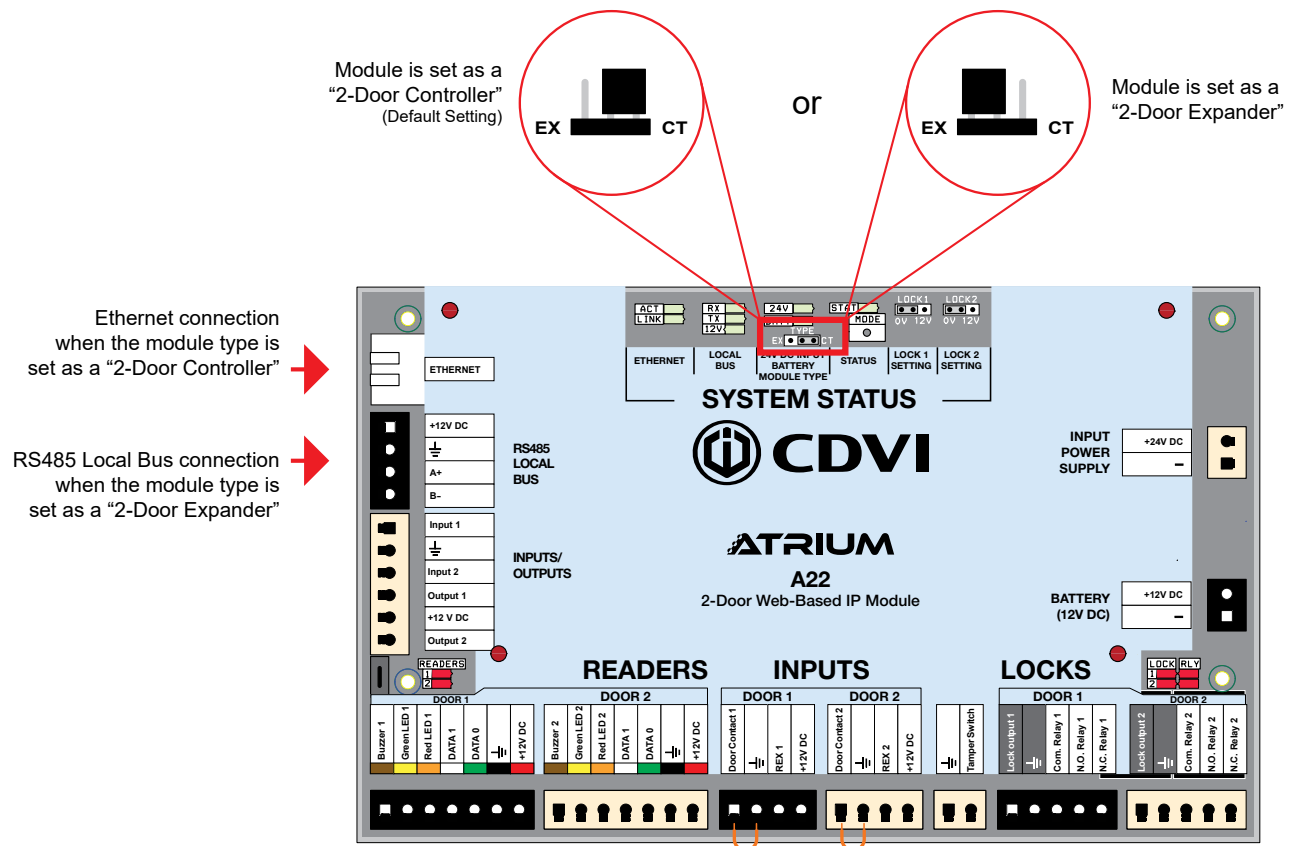 Module is set as a
“2-Door Controller”
(Default Setting)
EX
CT
or
EX
CT
Module is set as a
“2-Door Expander”
Ethernet connection
when the module type is
set as a “2-Door Controller”
RS485 Local Bus connection
when the module type is
set as a “2-Door Expander”
ACT
LINK
RX
TX
12V
24V
STAT
MODE
TYPE
EX
CT
LOCK1
0V 12V
LOCK2
0V 12V
ETHERNET
LOCAL
BUS
24V DC INPUT
BATTERY
MODULE TYPE
STATUS
LOCK 1
SETTING
LOCK 2
SETTING
SYSTEM STATUS
CDVI
ATRIUM
A22
2-Door Web-Based IP Module
ETHERNET
+12V DC
A+
B–
RS485
LOCAL
BUS
Input 1
Input 2
Output 1
+12 V DC
Output 2
INPUTS/
OUTPUTS
INPUT
POWER
SUPPLY
+24V DC
–
BATTERY
(12V DC)
+12V DC
–
READERS
1
2
LOCK RLY
1
2
READERS
INPUTS
LOCKS
DOOR 1
DOOR 2
DOOR 1
DOOR 2
DOOR 1
DOOR 2
Buzzer 1
Green LED 1
Red LED 1
DATA 1
DATA 0
+12V DC
Buzzer 2
Green LED 2
Red LED 2
DATA 1
DATA 0
+12V DC
Door Contact 1
REX 1
+12V DC
Door Contact 2
REX 2
+12V DC
Tamper Switch
Lock output 1
Com. Relay 1
N.O. Relay 1
N.C. Relay 1
Lock output 2
Com. Relay 2
N.O. Relay 2
N.C. Relay 2